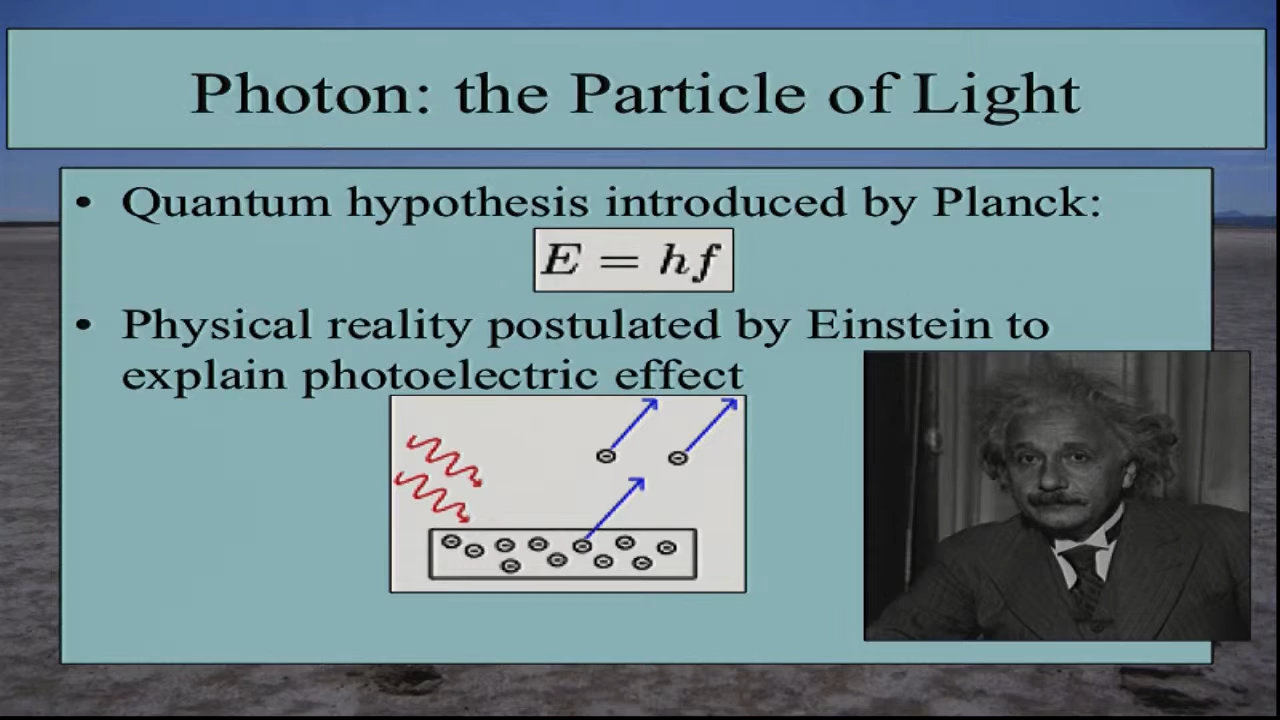 Photon: the Particle of Light
• Quantum hypothesis introduced by Planck:
E = hf
• Physical reality postulated by Einstein to
explain photoelectric effect